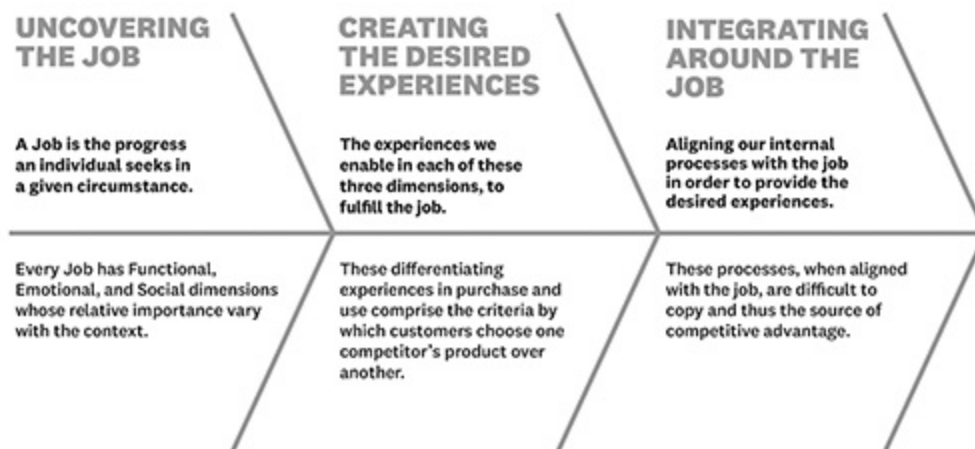 UNCOVERING
THE JOB
A Job is the progress
an individual seeks in
a given circumstance.
Every Job has Functional,
Emotional, and Social dimensions
whose relative importance vary
with the context.
CREATING
THE DESIRED
EXPERIENCES
The experiences we
enable in each of these
three dimensions, to
fulfill the job.
These differentiating
experiences in purchase and
use comprise the criteria by
which customers choose one
competitor's product over
another.
INTEGRATING
AROUND THE
JOB
Aligning our internal
processes with the job
in order to provide the
desired experiences.
These processes, when aligned
with the job, are difficult to
copy and thus the source of
competitive advantage.